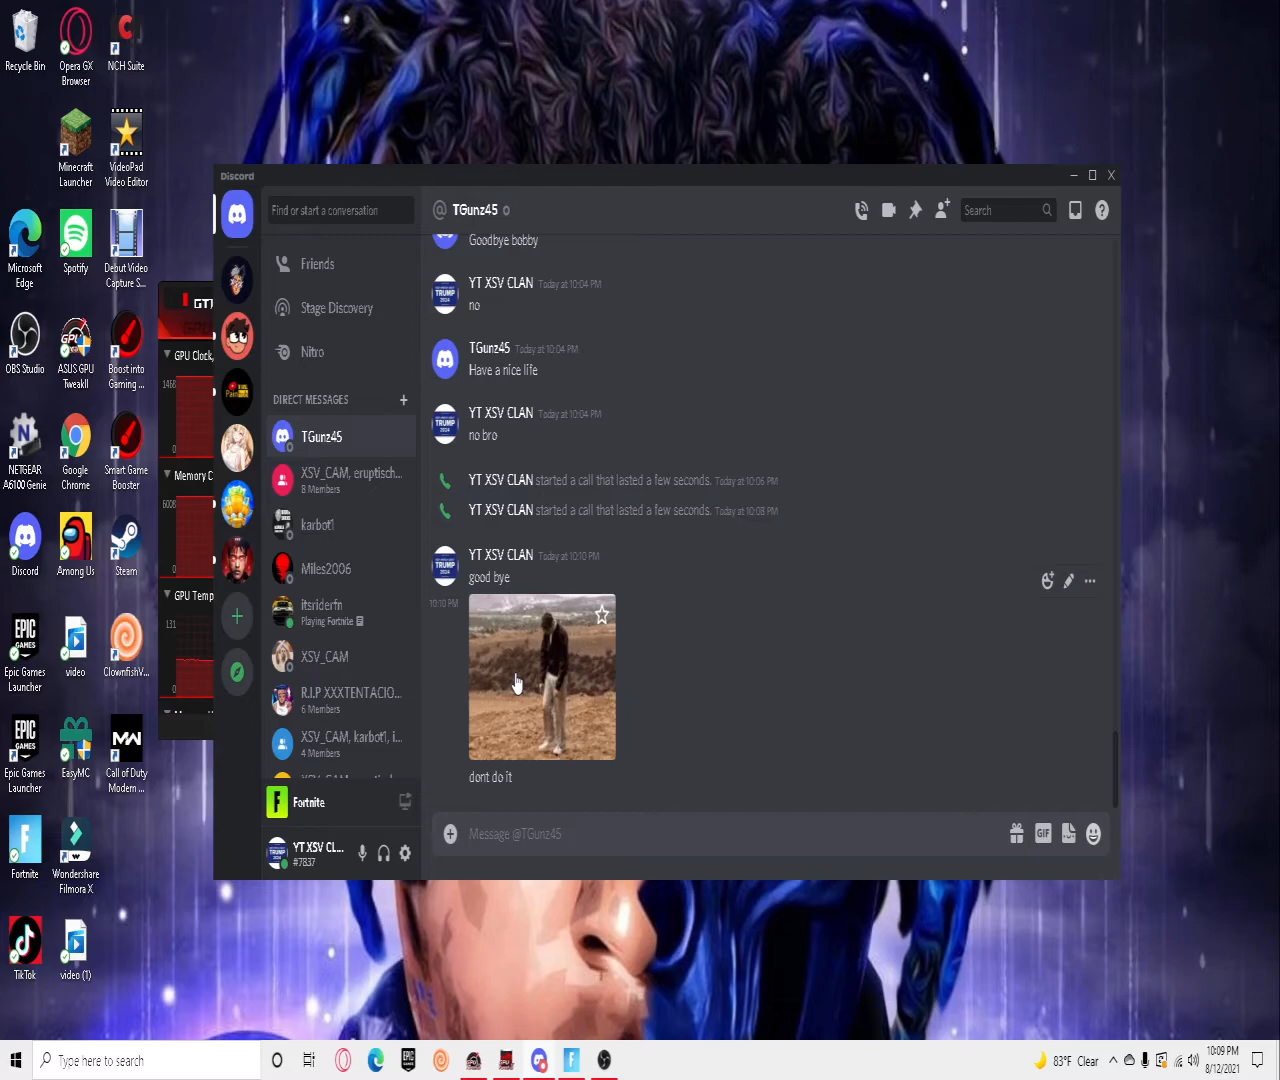 Recycle Bin
Opera GX
Browser
NCH Suite
Minecraft
Launcher
VideoPad
Video Editor
Microsoft
Edge
Spotify
Debut Video
Capture S...
OBS Studio
ASUS GPU
TweakII
Boost into
Gaming ...
NETGEAR
A6100 Genie
Google
Chrome
Smart Game
Booster
Discord
Among Us
Steam
Epic Games
Launcher
video
ClownfishV...
Epic Games
Launcher
EasyMC
Call of Duty
Modern ...
Fortnite
Wondershare
Filmora X
TikTok
video (1)
GPU Clock,
1468
0
Memory C
6008
0
GPU Temp
131
0
Discord
Find or start a conversation
Friends
Stage Discovery
Nitro
DIRECT MESSAGES
TGunz45
XSV_CAM, eruptisch...
8 Members
karbot1
Miles2006
itsriderfn
Playing Fortnite
XSV_CAM
R.I.P XXXTENTACIO...
6 Members
XSV_CAM, karbot1, i...
4 Members
Fortnite
YT XSV CL...
#7837
@ TGunz45
Search
Goodbye bobby
YT XSV CLAN Today at 10:04 PM
no
TGunz45 Today at 10:04 PM
Have a nice life
YT XSV CLAN Today at 10:04 PM
no bro
YT XSV CLAN started a call that lasted a few seconds. Today at 10:06 PM
YT XSV CLAN started a call that lasted a few seconds. Today at 10:08 PM
YT XSV CLAN Today at 10:10 PM
good bye
10:10 PM
dont do it
Message @TGunz45
GIF
Type here to search
83°F Clear
10:09 PM
8/12/2021